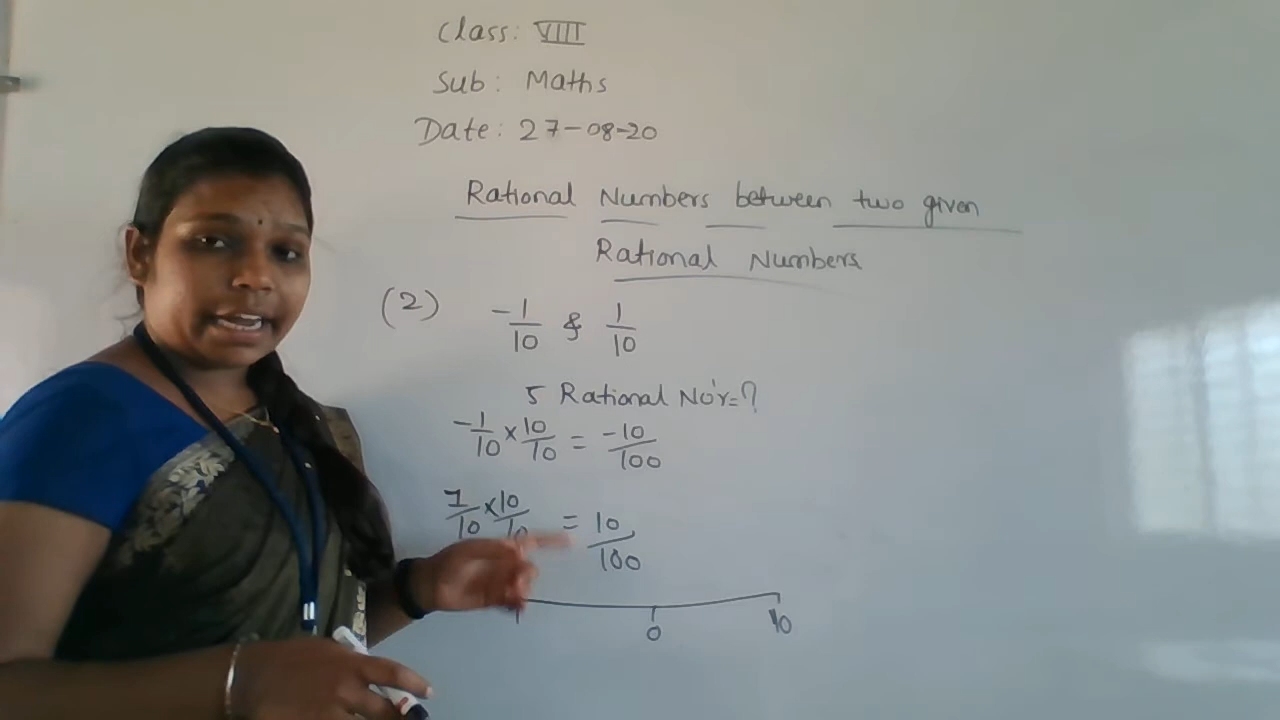 Class: VIII
Sub: Maths
Date: 27-08-20
Rational Numbers between two given
Rational Numbers
(2) -1/10 & 1/10
5 Rational No's=?
-1/10 × 10/10 = -10/100
1/10 × 10/10 = 10/100
0 10